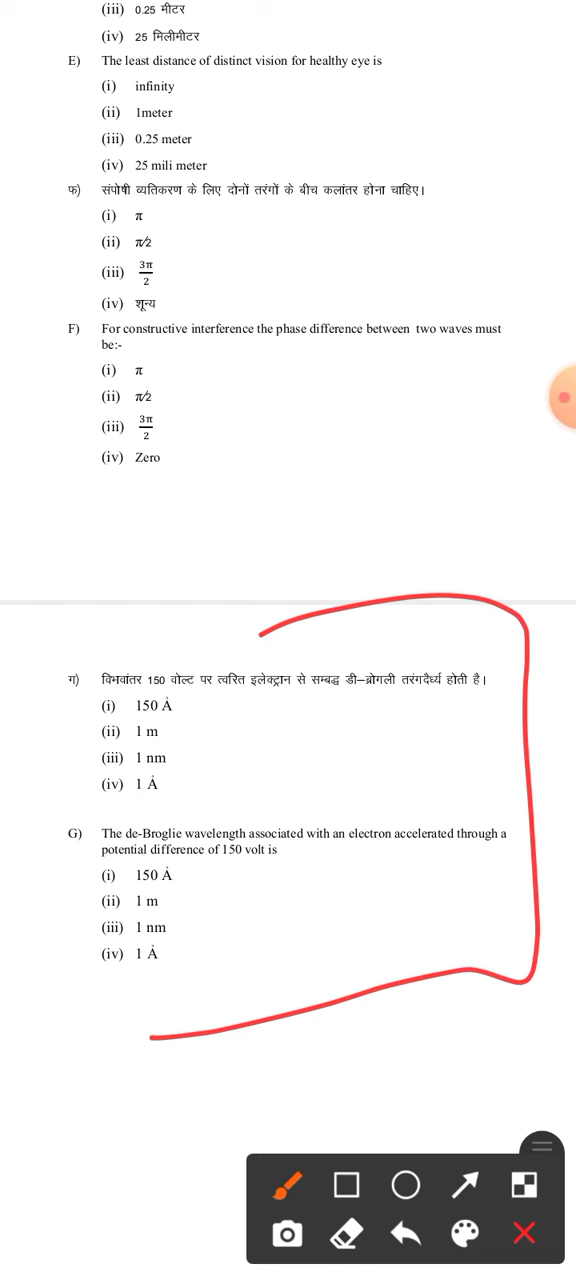 (iii) 0.25 मीटर
(iv) 25 मिलीमीटर
E) The least distance of distinct vision for healthy eye is
(i) infinity
(ii) 1meter
(iii) 0.25 meter
(iv) 25 mili meter
फ) संपोषी व्यतिकरण के लिए दोनों तरंगों के बीच कलांतर होना चाहिए।
(i) π
(ii) π/2
(iii) 3π/2
(iv) शून्य
F) For constructive interference the phase difference between two waves must
be:-
(i) π
(ii) π/2
(iii) 3π/2
(iv) Zero
ग) विभवांतर 150 वोल्ट पर त्वरित इलेक्ट्रान से सम्बद्ध डी–ब्रोगली तरंगदैर्ध्य होती है।
(i) 150 Å
(ii) 1 m
(iii) 1 nm
(iv) 1 Å
G) The de-Broglie wavelength associated with an electron accelerated through a
potential difference of 150 volt is
(i) 150 Å
(ii) 1 m
(iii) 1 nm
(iv) 1 Å